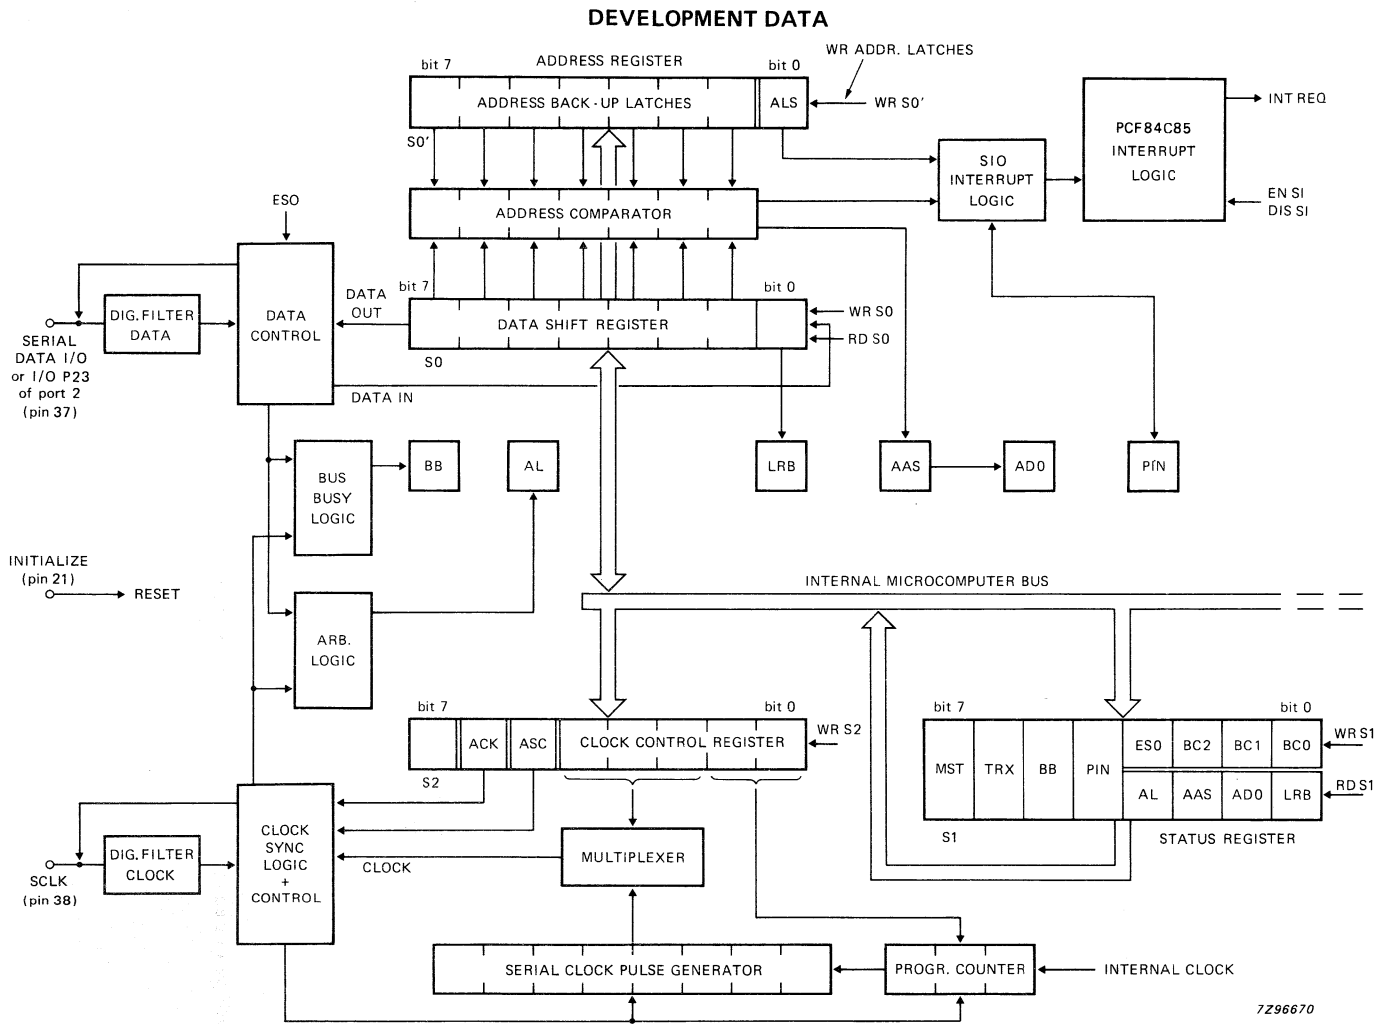 DEVELOPMENT DATA
WR ADDR. LATCHES
bit 7
ADDRESS REGISTER
bit 0
ADDRESS BACK - UP LATCHES
ALS
WR S0'
S0'
INT REQ
PCF84C85
INTERRUPT
LOGIC
SIO
INTERRUPT
LOGIC
EN SI
DIS SI
ADDRESS COMPARATOR
ESO
bit 7
bit 0
DATA
OUT
DATA SHIFT REGISTER
WR S0
RD S0
S0
DIG. FILTER
DATA
DATA
CONTROL
SERIAL
DATA I/O
or I/O P23
of port 2
(pin 37)
DATA IN
BUS
BUSY
LOGIC
BB
AL
LRB
AAS
AD0
PIN
INITIALIZE
(pin 21)
RESET
INTERNAL MICROCOMPUTER BUS
ARB.
LOGIC
bit 7
bit 0
ACK
ASC
CLOCK CONTROL REGISTER
WR S2
S2
bit 7
bit 0
MST
TRX
BB
PIN
ES0
BC2
BC1
BC0
WR S1
AL
AAS
AD0
LRB
RD S1
S1
STATUS REGISTER
CLOCK
SYNC
LOGIC
+
CONTROL
DIG. FILTER
CLOCK
SCLK
(pin 38)
CLOCK
MULTIPLEXER
SERIAL CLOCK PULSE GENERATOR
PROGR. COUNTER
INTERNAL CLOCK
7Z96670